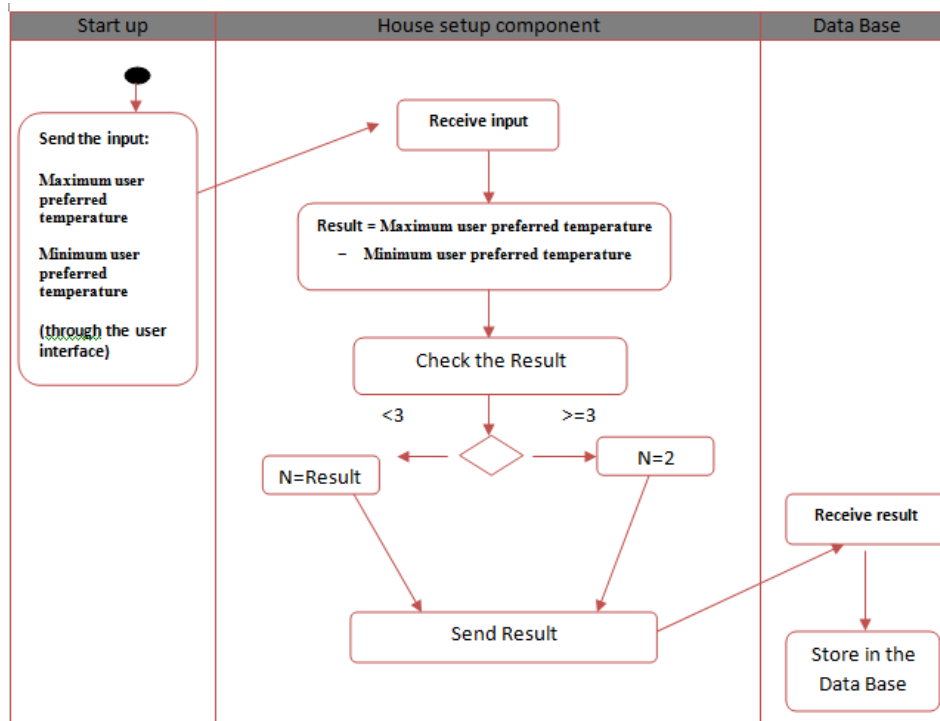 Start up
House setup component
Data Base
Send the input:
Maximum user
preferred
temperature
Minimum user
preferred
temperature
(through the user
interface)
Receive input
Result = Maximum user preferred temperature
– Minimum user preferred temperature
Check the Result
<3
>=3
N=Result
N=2
Send Result
Receive result
Store in the
Data Base